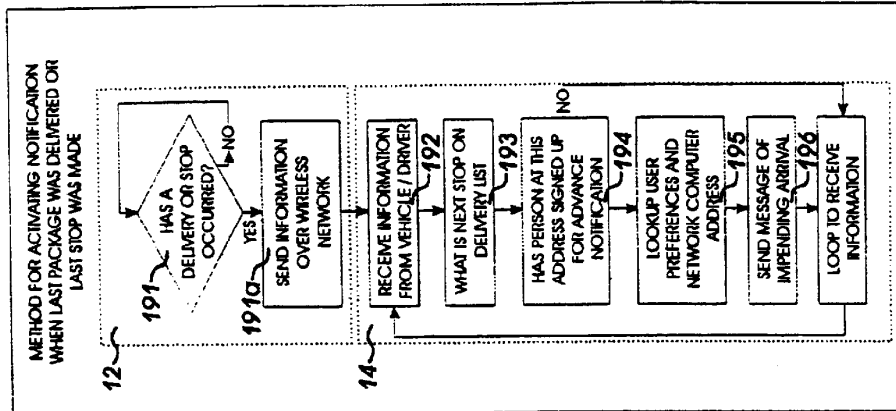 METHOD FOR ACTIVATING NOTIFICATION
WHEN LAST PACKAGE WAS DELIVERED OR
LAST STOP WAS MADE
12
191
HAS A
DELIVERY OR STOP
OCCURRED?
NO
YES
191a
SEND INFORMATION
OVER WIRELESS
NETWORK
14
RECEIVE INFORMATION
FROM VEHICLE / DRIVER
192
WHAT IS NEXT STOP ON
DELIVERY LIST
193
HAS PERSON AT THIS
ADDRESS SIGNED UP
FOR ADVANCE
NOTIFICATION
NO
194
LOOKUP USER
PREFERENCES AND
NETWORK COMPUTER
ADDRESS
195
SEND MESSAGE OF
IMPENDING ARRIVAL
196
LOOP TO RECEIVE
INFORMATION